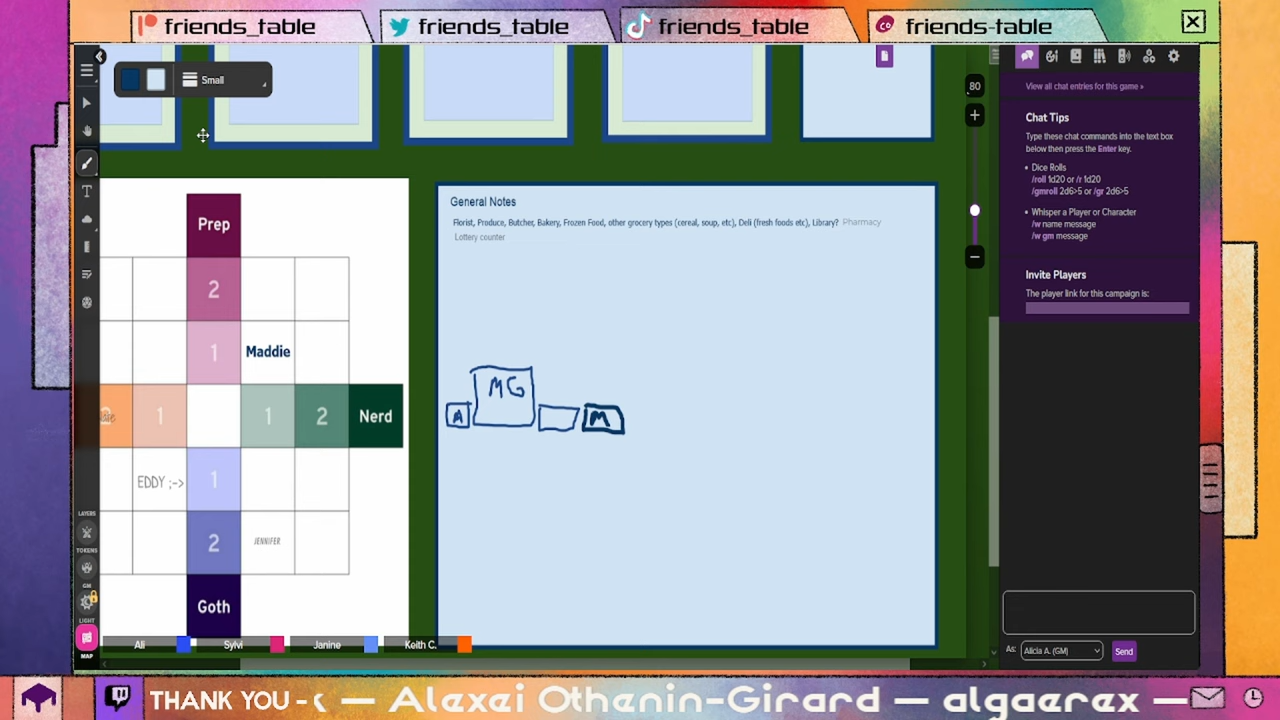 friends_table
friends_table
friends_table
friends-table
Small
80
View all chat entries for this game »
Chat Tips
Type these chat commands into the text box
below then press the Enter key.
Dice Rolls
/roll 1d20 or /r 1d20
/gmroll 2d6>5 or /gr 2d6>5
Whisper a Player or Character
/w name message
/w gm message
Invite Players
The player link for this campaign is:
General Notes
Florist, Produce, Butcher, Bakery, Frozen Food, other grocery types (cereal, soup, etc), Deli (fresh foods etc), Library? Pharmacy
Lottery counter
Prep
2
1
Maddie
1
1
2
Nerd
EDDY ;->
1
2
JENNIFER
Goth
A
MG
M
LAYERS
TOKENS
GM
LIGHT
MAP
Ali
Sylvi
Janine
Keith C.
As:
Alicia A. (GM)
Send
THANK YOU -
— Alexei Othenin-Girard — algaerex —